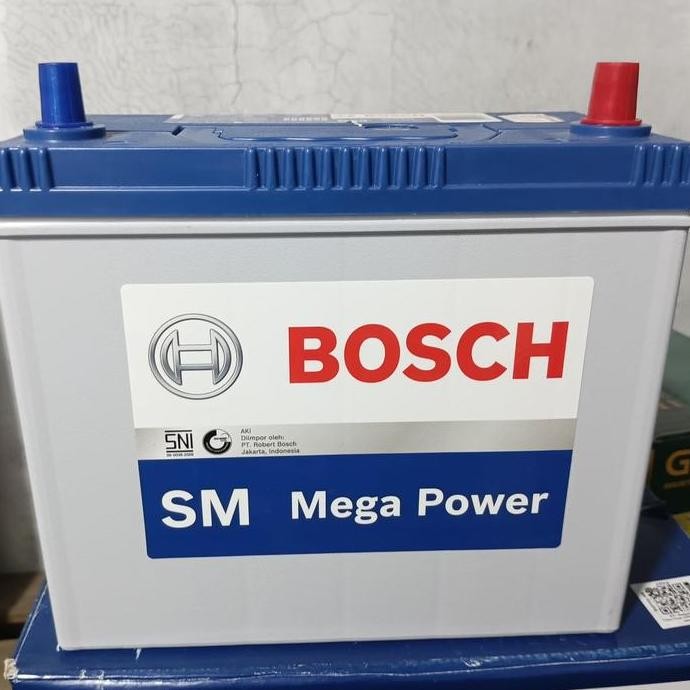 BOSCH
SNI
AKI
Diimpor oleh:
PT. Robert Bosch
Jakarta, Indonesia
SM Mega Power
G